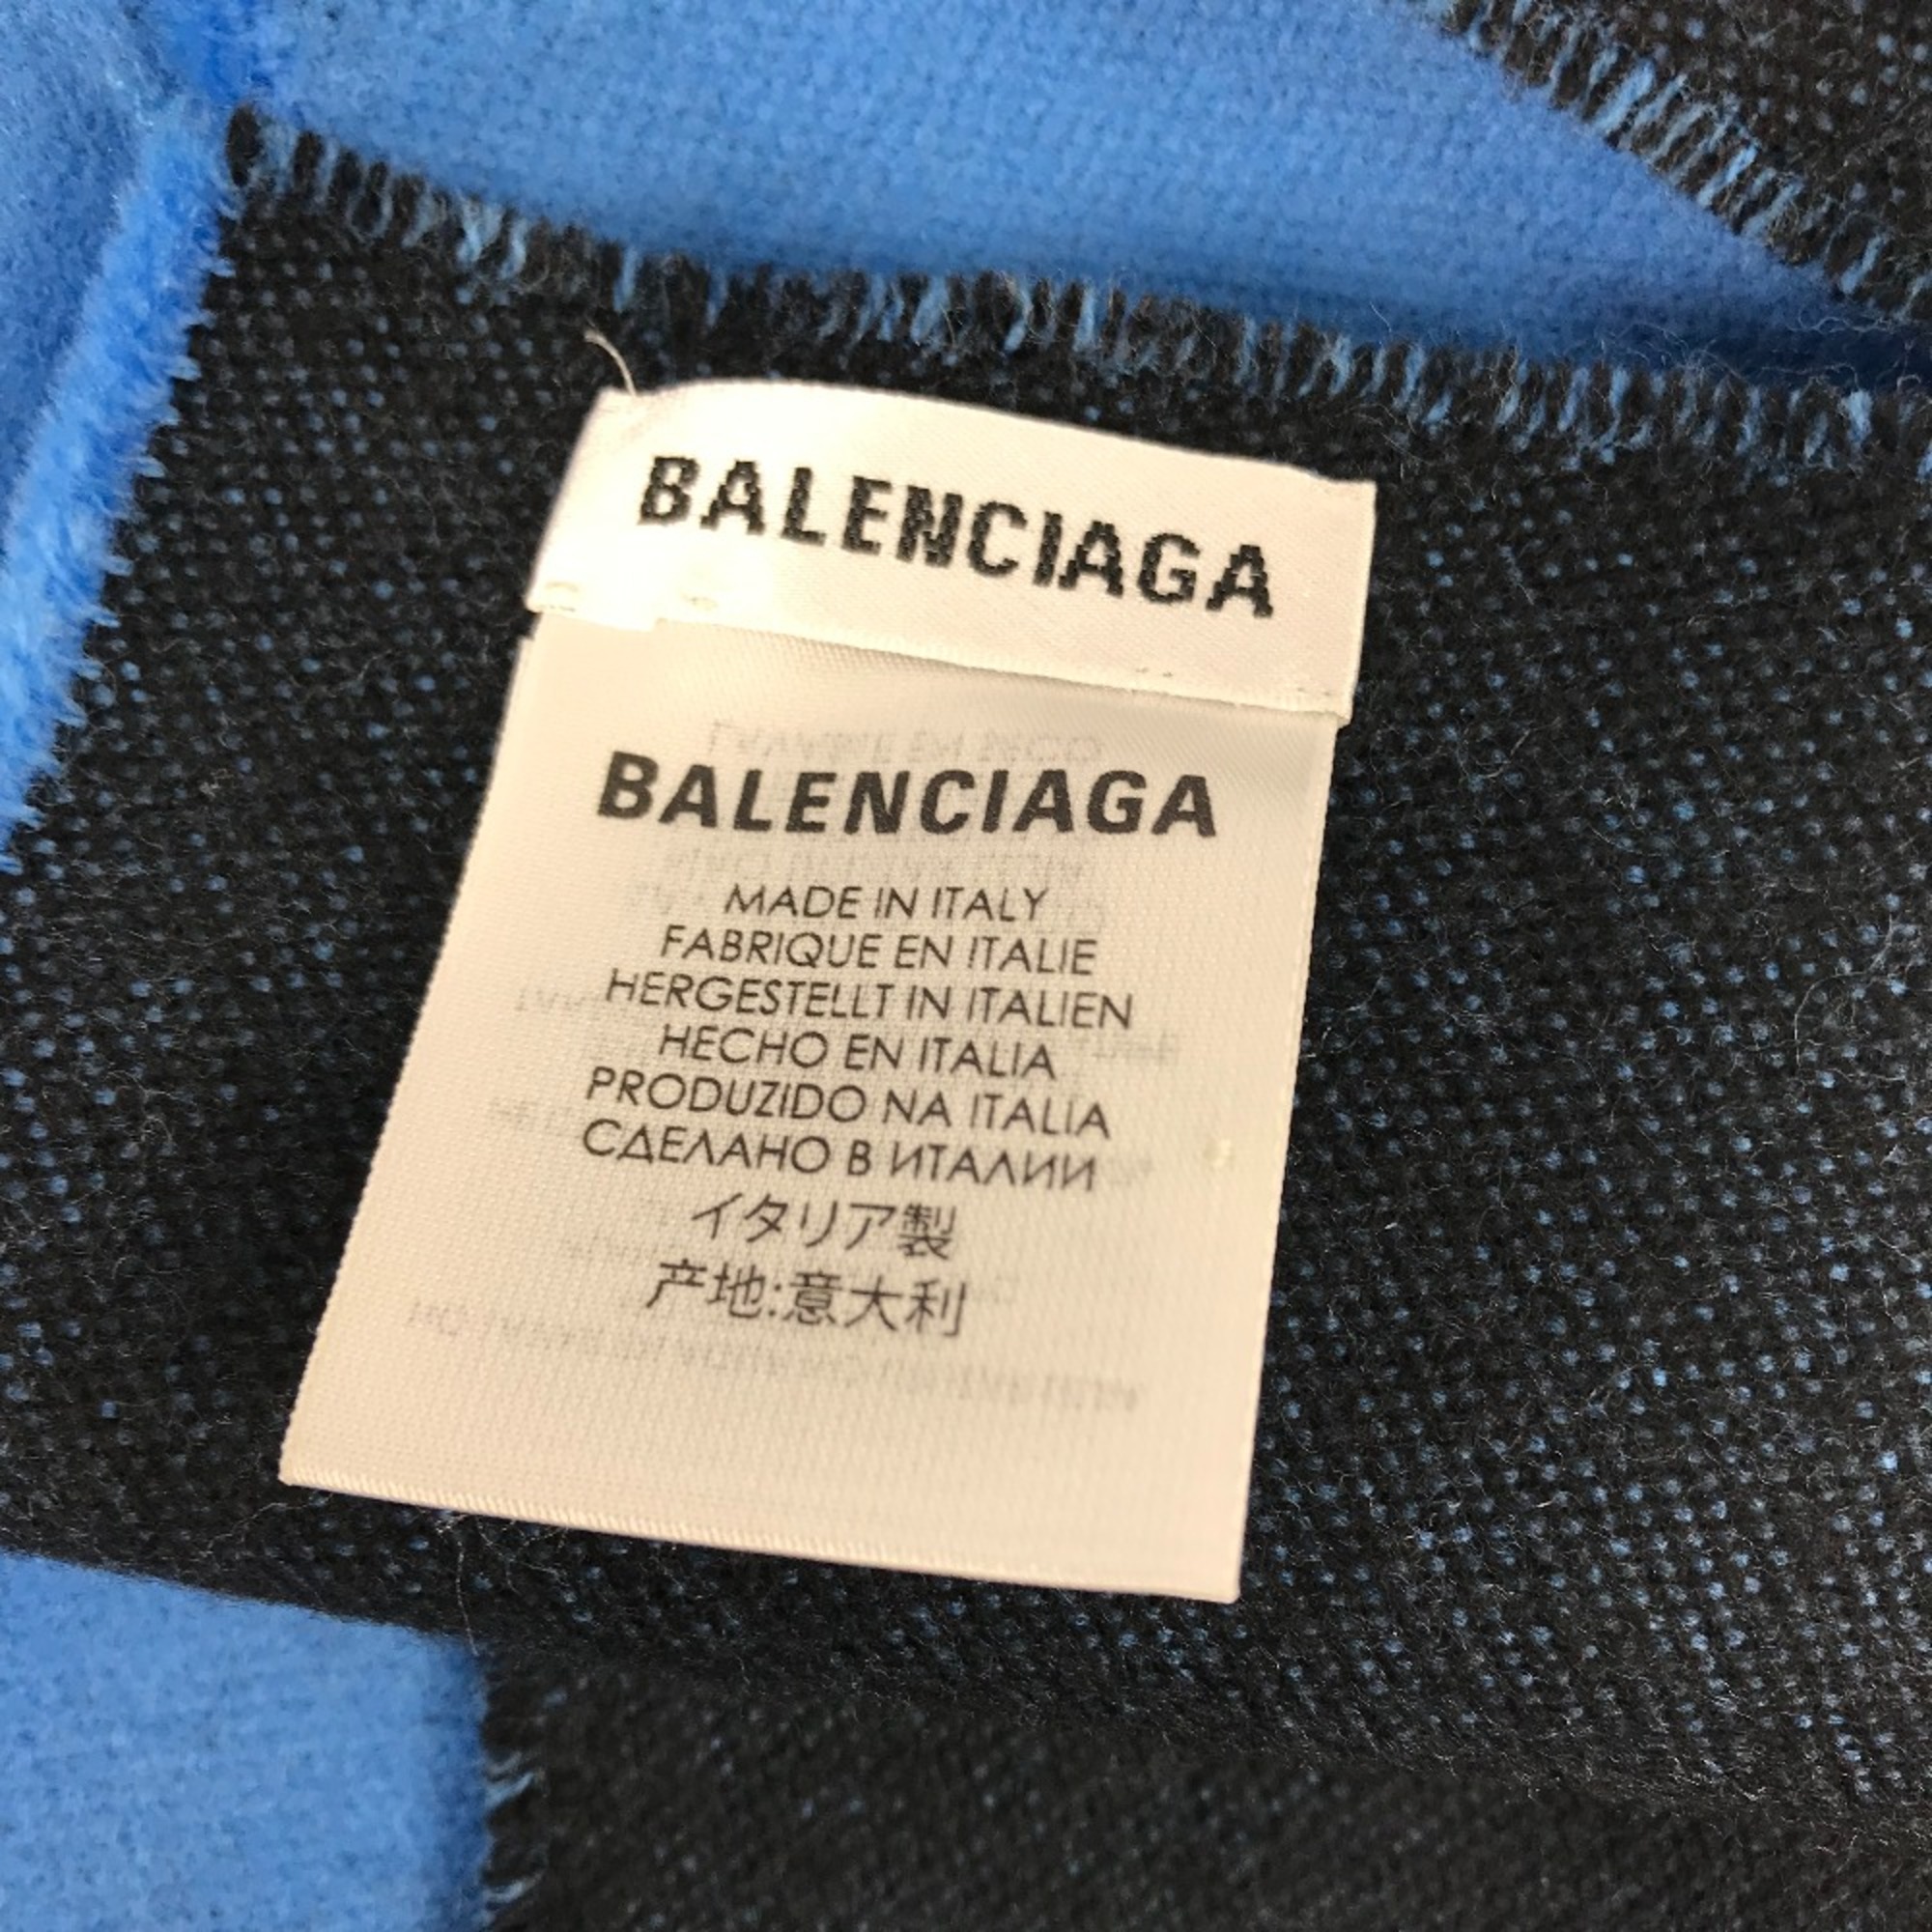 BALENCIAGA
BALENCIAGA
MADE IN ITALY
FABRIQUE EN ITALIE
HERGESTELLT IN ITALIEN
HECHO EN ITALIA
PRODUZIDO NA ITALIA
СДЕЛАНО В ИТАЛИИ
イタリア製
产地:意大利